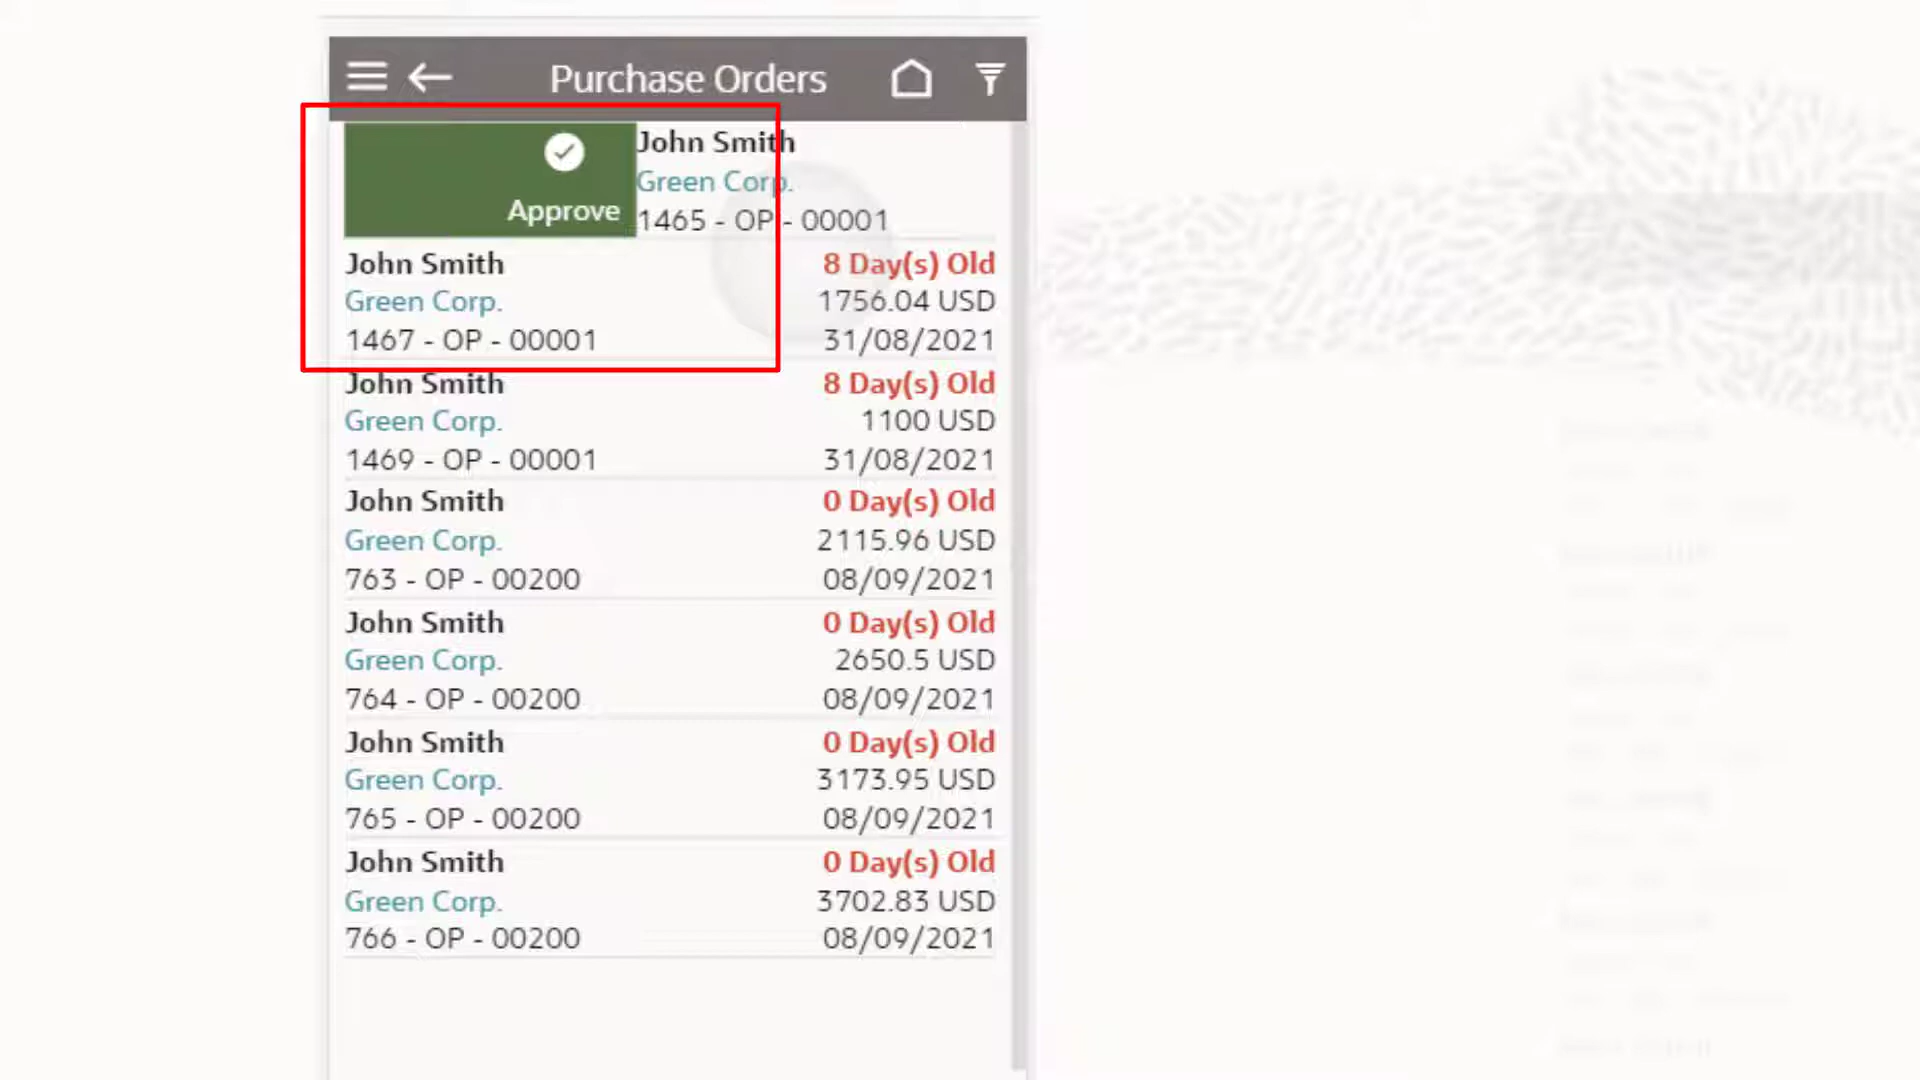 Purchase Orders
Approve
John Smith
Green Corp.
1465 - OP - 00001
John Smith 8 Day(s) Old
Green Corp. 1756.04 USD
1467 - OP - 00001 31/08/2021
John Smith 8 Day(s) Old
Green Corp. 1100 USD
1469 - OP - 00001 31/08/2021
John Smith 0 Day(s) Old
Green Corp. 2115.96 USD
763 - OP - 00200 08/09/2021
John Smith 0 Day(s) Old
Green Corp. 2650.5 USD
764 - OP - 00200 08/09/2021
John Smith 0 Day(s) Old
Green Corp. 3173.95 USD
765 - OP - 00200 08/09/2021
John Smith 0 Day(s) Old
Green Corp. 3702.83 USD
766 - OP - 00200 08/09/2021